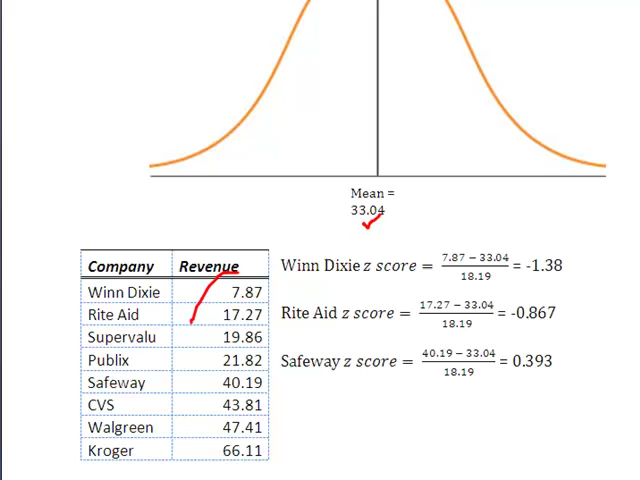 Mean =
33.04
Company Revenue
Winn Dixie 7.87
Rite Aid 17.27
Supervalu 19.86
Publix 21.82
Safeway 40.19
CVS 43.81
Walgreen 47.41
Kroger 66.11
Winn Dixie z score = (7.87 − 33.04) / 18.19 = -1.38
Rite Aid z score = (17.27 − 33.04) / 18.19 = -0.867
Safeway z score = (40.19 − 33.04) / 18.19 = 0.393